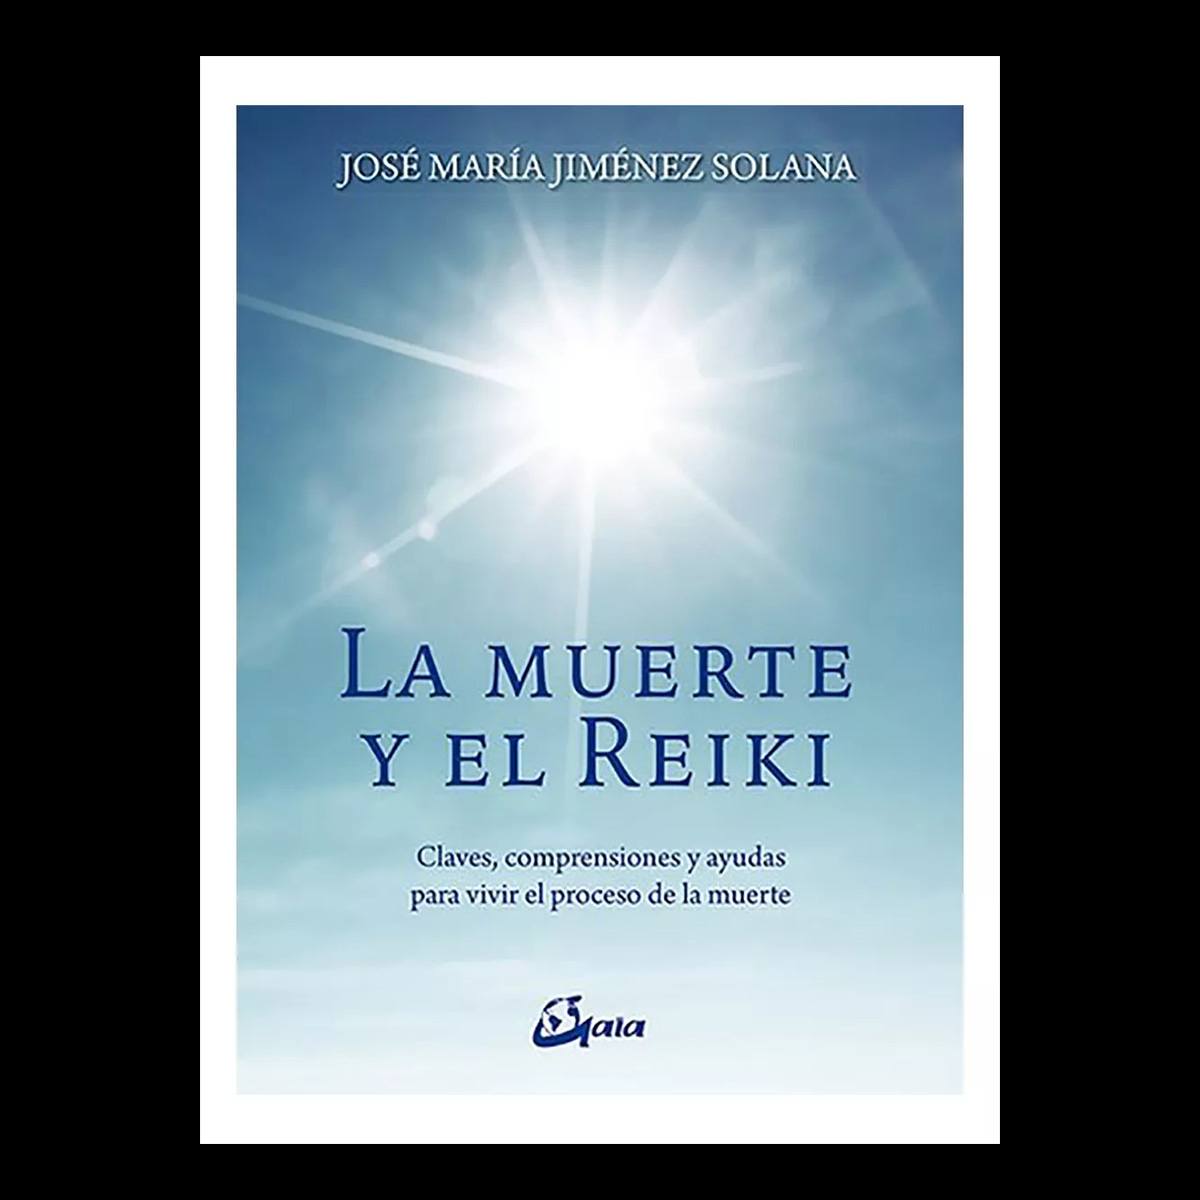 JOSÉ MARÍA JIMÉNEZ SOLANA
LA MUERTE
Y EL REIKI
Claves, comprensiones y ayudas
para vivir el proceso de la muerte
Gaia